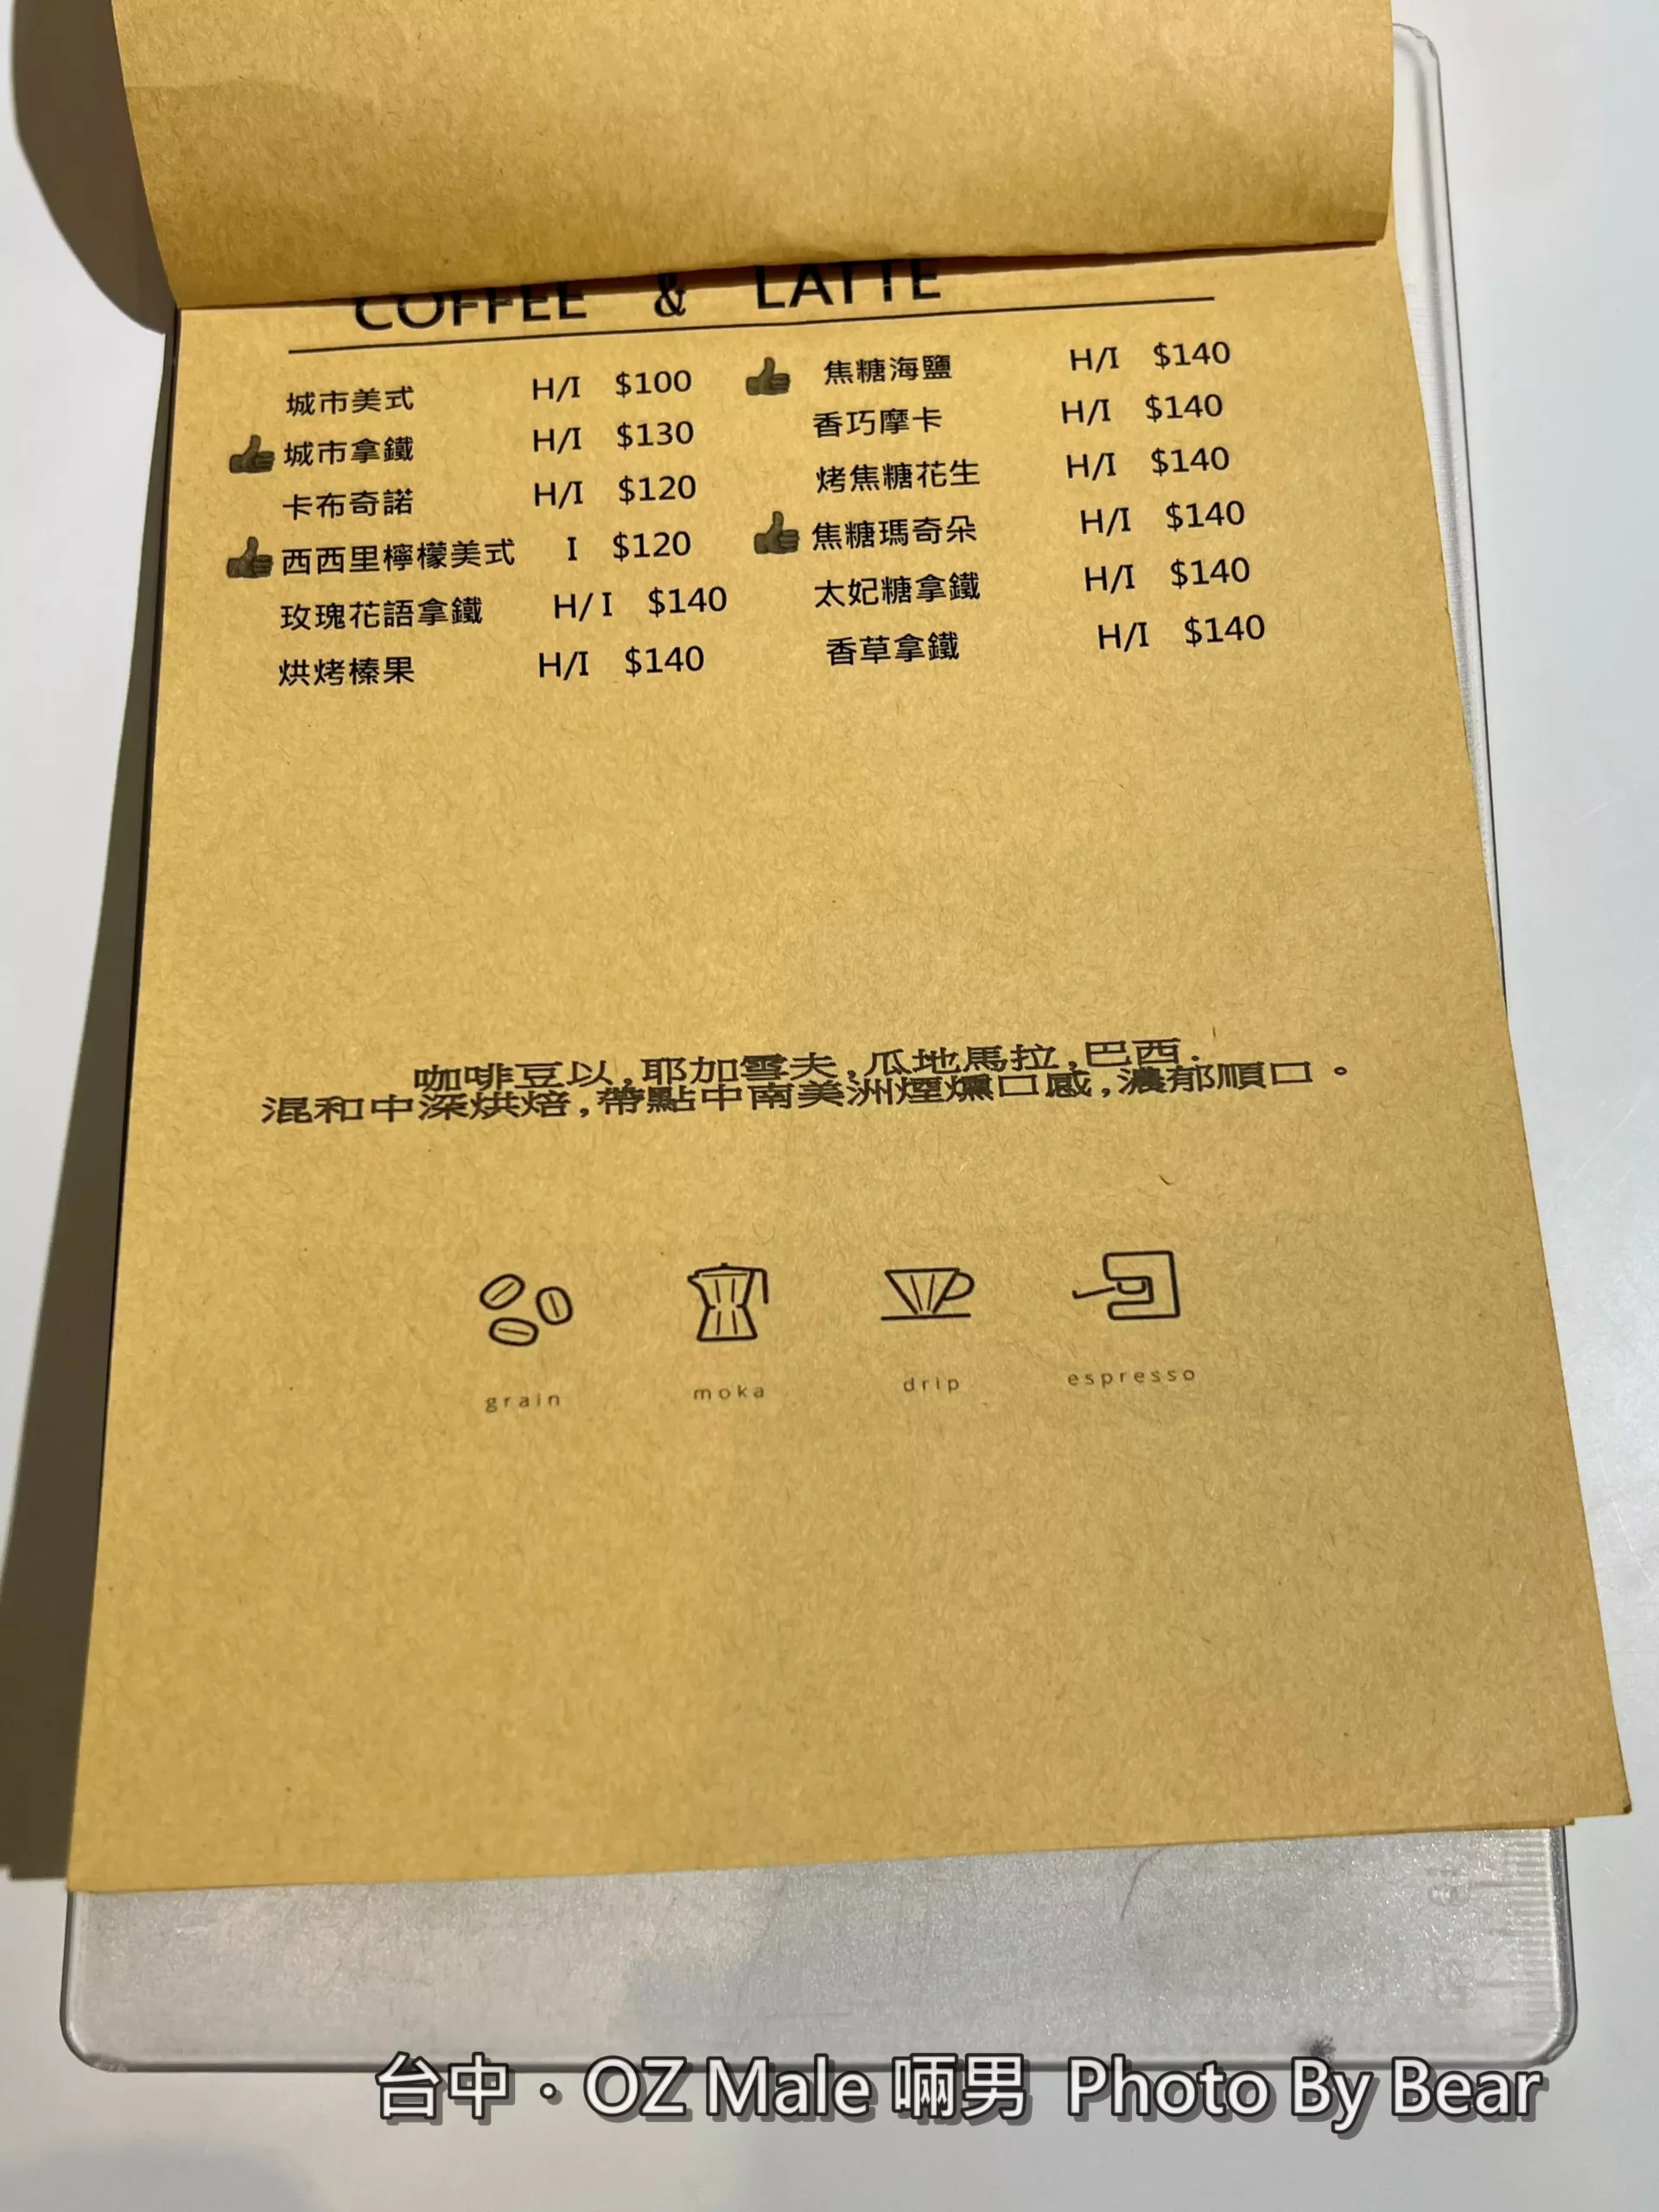 COFFEE & LATTE
城市美式 H/I $100
城市拿鐵 H/I $130
卡布奇諾 H/I $120
西西里檸檬美式 I $120
玫瑰花語拿鐵 H/ I $140
烘烤榛果 H/I $140
焦糖海鹽 H/I $140
香巧摩卡 H/I $140
烤焦糖花生 H/I $140
焦糖瑪奇朵 H/I $140
太妃糖拿鐵 H/I $140
香草拿鐵 H/I $140
咖啡豆以,耶加雪夫,瓜地馬拉,巴西.
混和中深烘焙,帶點中南美洲煙燻口感,濃郁順口。
grain moka drip espresso
台中・OZ Male 啢男 Photo By Bear